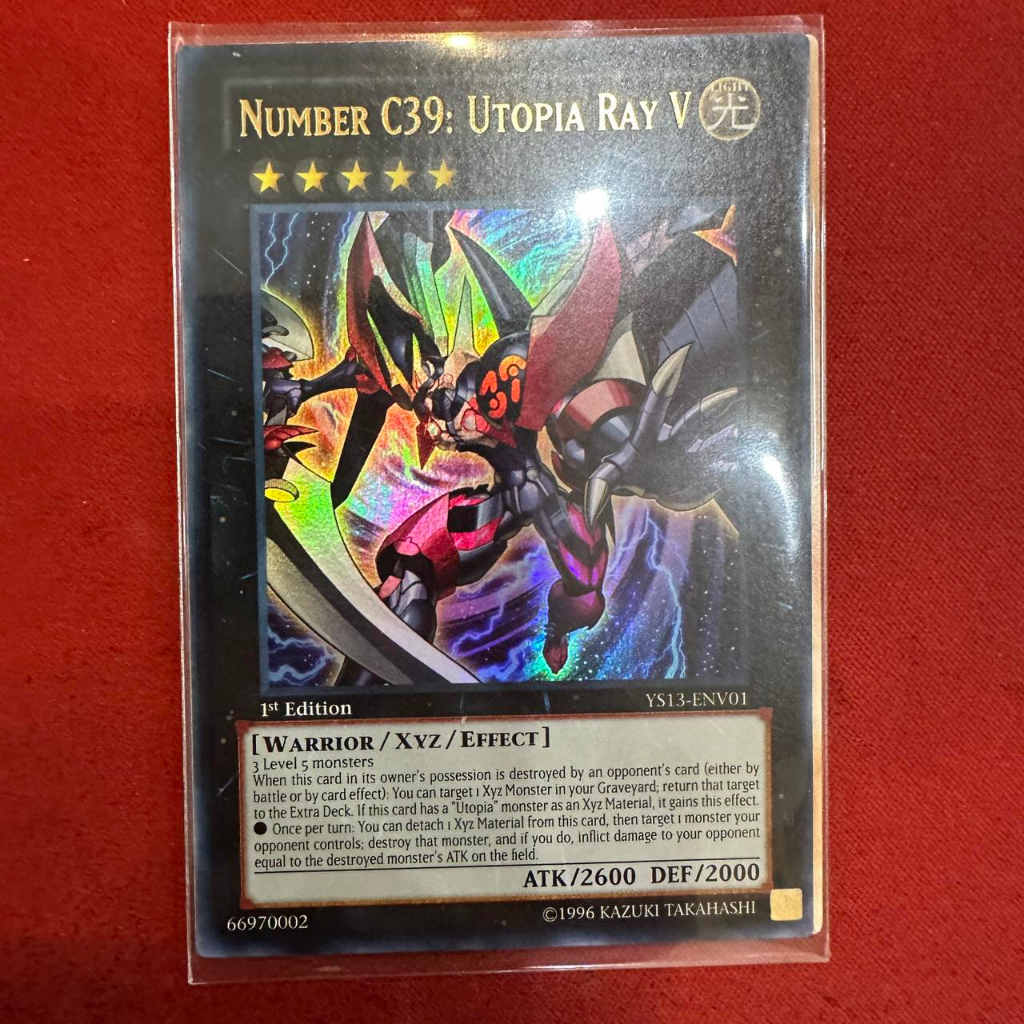 NUMBER C39: UTOPIA RAY V
LIGHT
光
39
1st Edition
YS13-ENV01
[WARRIOR/XYZ/EFFECT]
3 Level 5 monsters
When this card in its owner's possession is destroyed by an opponent's card (either by
battle or by card effect): You can target 1 Xyz Monster in your Graveyard; return that target
to the Extra Deck. If this card has a "Utopia" monster as an Xyz Material, it gains this effect.
● Once per turn: You can detach 1 Xyz Material from this card, then target 1 monster your
opponent controls; destroy that monster, and if you do, inflict damage to your opponent
equal to the destroyed monster's ATK on the field.
ATK/2600 DEF/2000
66970002
©1996 KAZUKI TAKAHASHI